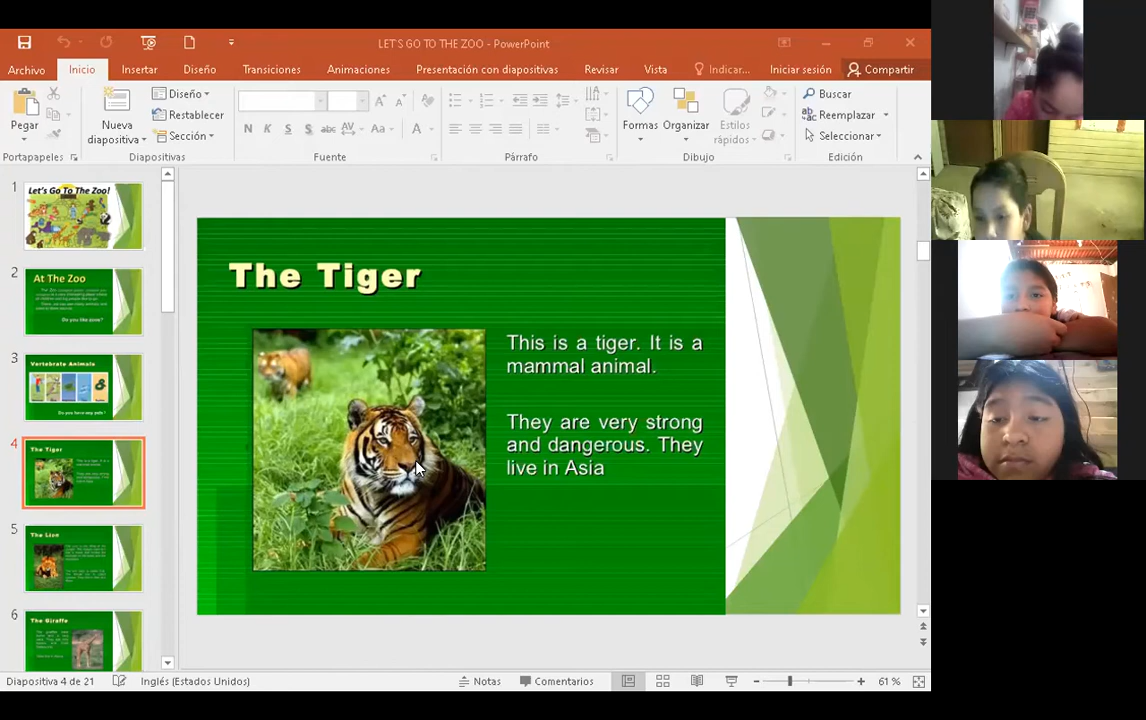 LET'S GO TO THE ZOO - PowerPoint
Archivo
Inicio
Insertar
Diseño
Transiciones
Animaciones
Presentación con diapositivas
Revisar
Vista
Indicar...
Iniciar sesión
Compartir
Pegar
Nueva
diapositiva
Diseño
Restablecer
Sección
N K S S abc AV Aa A
Formas
Organizar
Estilos
rápidos
Buscar
Reemplazar
Seleccionar
Portapapeles
Diapositivas
Fuente
Párrafo
Dibujo
Edición
1
Let's Go To The Zoo!
2
At The Zoo
Do you like zoos?
3
Vertebrate Animals
Do you have any pets?
4
The Tiger
5
The Lion
6
The Giraffe
The Tiger
This is a tiger. It is a
mammal animal.
They are very strong
and dangerous. They
live in Asia
Diapositiva 4 de 21
Inglés (Estados Unidos)
Notas
Comentarios
61 %